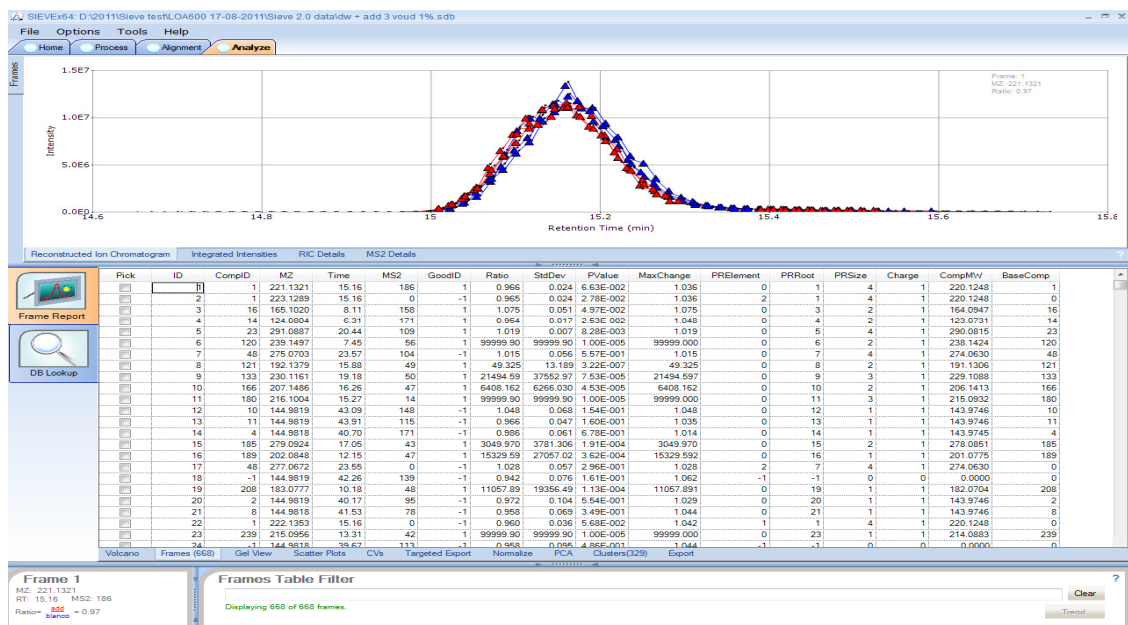 SIEVEx64: D:\2011\Sieve test\LOA600 17-08-2011\Sieve 2.0 data\dw + add 3 voud 1%.sdb
File Options Tools Help
Home Process Alignment Analyze
Frames
1.5E7
1.0E7
5.0E6
0.0E0
Intensity
Frame: 1
MZ: 221.1321
Ratio: 0.97
14.6 14.8 15 15.2 15.4 15.6 15.8
Retention Time (min)
Reconstructed Ion Chromatogram Integrated Intensities RIC Details MS2 Details ?
Frame Report
DB Lookup
Pick ID CompID MZ Time MS2 GoodID Ratio StdDev PValue MaxChange PRElement PRRoot PRSize Charge CompMW BaseComp
1 1 221.1321 15.16 186 1 0.966 0.024 6.63E-002 1.036 0 1 4 1 220.1248 1
2 1 223.1289 15.16 0 -1 0.965 0.024 2.78E-002 1.036 2 1 4 1 220.1248 0
3 16 165.1020 8.11 158 1 1.075 0.051 4.97E-002 1.075 0 3 2 1 164.0947 16
4 14 124.0804 6.31 171 1 0.954 0.017 2.53E-002 1.048 0 4 2 1 123.0731 14
5 23 291.0887 20.44 109 1 1.019 0.007 8.28E-003 1.019 0 5 4 1 290.0815 23
6 120 239.1497 7.45 56 1 99999.90 99999.90 1.00E-005 99999.000 0 6 2 1 238.1424 120
7 48 275.0703 23.57 104 -1 1.015 0.056 5.57E-001 1.015 0 7 4 1 274.0630 48
8 121 192.1379 15.88 49 1 49.325 13.189 3.22E-007 49.325 0 8 2 1 191.1306 121
9 133 230.1161 19.18 50 1 21494.59 37552.97 7.53E-005 21494.597 0 9 3 1 229.1088 133
10 166 207.1486 16.26 47 1 6408.162 6266.030 4.53E-005 6408.162 0 10 2 1 206.1413 166
11 180 216.1004 15.27 14 1 99999.90 99999.90 1.00E-005 99999.000 0 11 3 1 215.0932 180
12 10 144.9819 43.09 148 -1 1.048 0.068 1.54E-001 1.048 0 12 1 1 143.9746 10
13 11 144.9819 43.91 115 -1 0.966 0.047 1.60E-001 1.035 0 13 1 1 143.9746 11
14 4 144.9818 40.70 171 -1 0.986 0.061 6.78E-001 1.014 0 14 1 1 143.9745 4
15 185 279.0924 17.05 43 1 3049.970 3781.306 1.91E-004 3049.970 0 15 2 1 278.0851 185
16 189 202.0848 12.15 47 1 15329.59 27057.02 3.62E-004 15329.592 0 16 1 1 201.0775 189
17 48 277.0672 23.55 0 -1 1.028 0.057 2.96E-001 1.028 2 7 4 1 274.0630 0
18 -1 144.9819 42.26 139 -1 0.942 0.076 1.61E-001 1.062 -1 -1 0 0 0.0000 0
19 208 183.0777 10.18 48 1 11057.89 19356.49 1.13E-004 11057.891 0 19 1 1 182.0704 208
20 2 144.9819 40.17 95 -1 0.972 0.104 5.54E-001 1.029 0 20 1 1 143.9746 2
21 8 144.9818 41.53 78 -1 0.958 0.069 3.49E-001 1.044 0 21 1 1 143.9746 8
22 1 222.1353 15.16 0 -1 0.960 0.036 5.68E-002 1.042 1 1 4 1 220.1248 0
23 239 215.0956 13.31 42 1 99999.90 99999.90 1.00E-005 99999.000 0 23 1 1 214.0883 239
24 -1 144.9818 39.67 113 -1 0.958 0.095 4.86E-001 1.044 -1 -1 0 0 0.0000 0
Volcano Frames (668) Gel View Scatter Plots CVs Targeted Export Normalize PCA Clusters(329) Export
Frame 1
MZ: 221.1321
RT: 15.16 MS2: 186
Ratio= add
blanco = 0.97
Frames Table Filter ?
Clear
Displaying 668 of 668 frames.
Trend